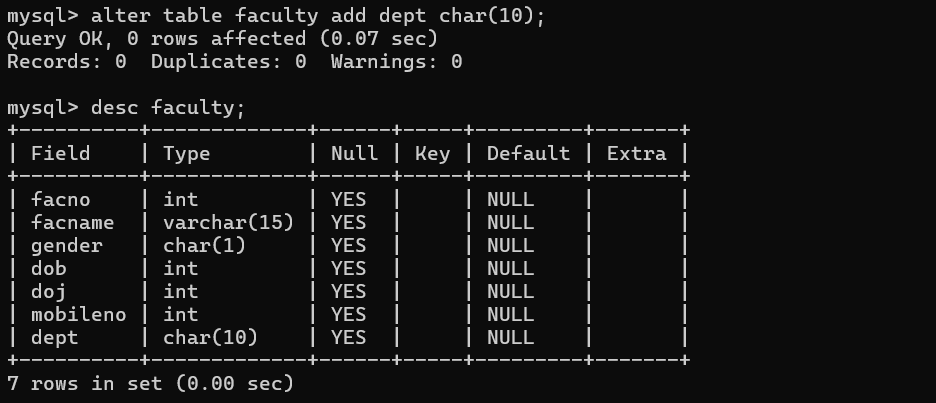 mysql> alter table faculty add dept char(10);
Query OK, 0 rows affected (0.07 sec)
Records: 0  Duplicates: 0  Warnings: 0

mysql> desc faculty;
+----------+-------------+------+-----+---------+-------+
| Field    | Type        | Null | Key | Default | Extra |
+----------+-------------+------+-----+---------+-------+
| facno    | int         | YES  |     | NULL    |       |
| facname  | varchar(15) | YES  |     | NULL    |       |
| gender   | char(1)     | YES  |     | NULL    |       |
| dob      | int         | YES  |     | NULL    |       |
| doj      | int         | YES  |     | NULL    |       |
| mobileno | int         | YES  |     | NULL    |       |
| dept     | char(10)    | YES  |     | NULL    |       |
+----------+-------------+------+-----+---------+-------+
7 rows in set (0.00 sec)